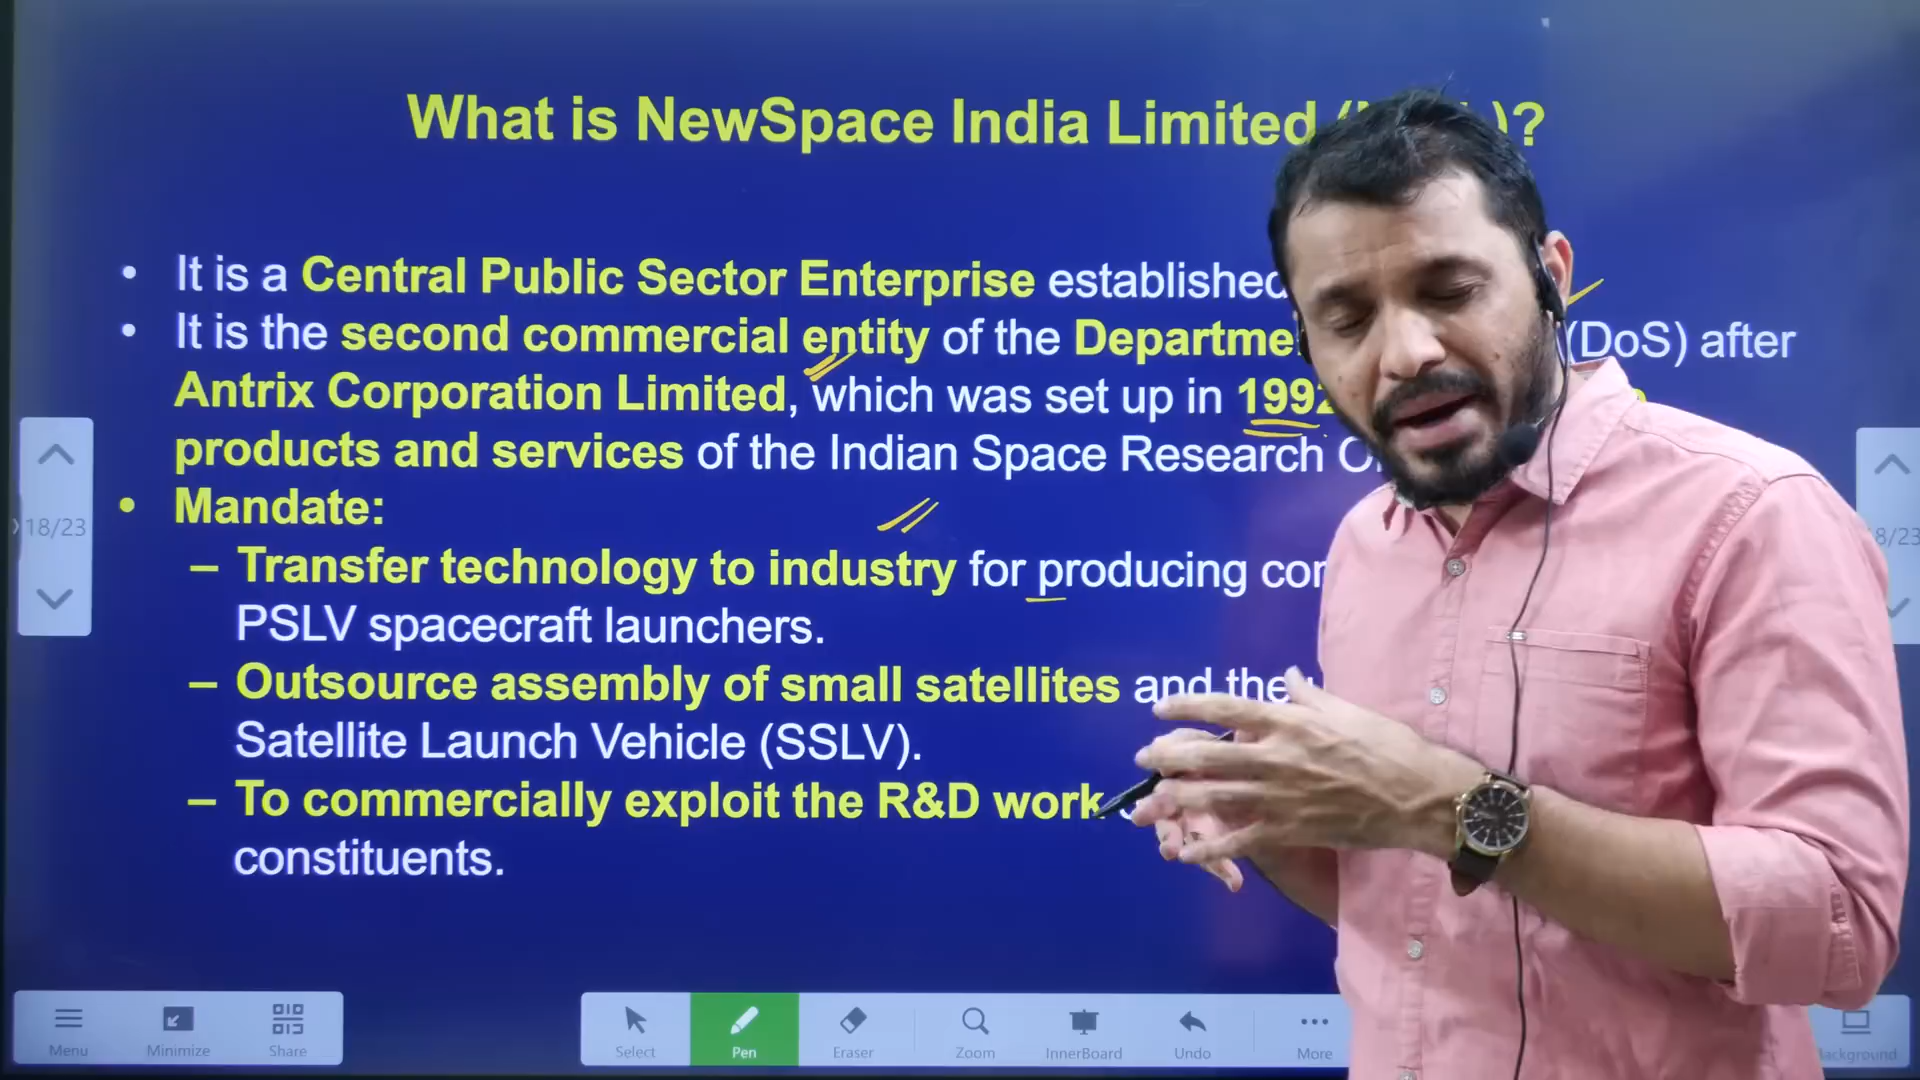 What is NewSpace India Limited )?
• It is a Central Public Sector Enterprise established
• It is the second commercial entity of the (DoS) after
Antrix Corporation Limited, which was set up in 1992
products and services of the Indian Space Research
• Mandate:
– Transfer technology to industry for producing
PSLV spacecraft launchers.
– Outsource assembly of small satellites and
Satellite Launch Vehicle (SSLV).
– To commercially exploit the R&D work
constituents.
18/23
8/23
Menu Minimize Share Select Pen Eraser Zoom InnerBoard Undo More ackground